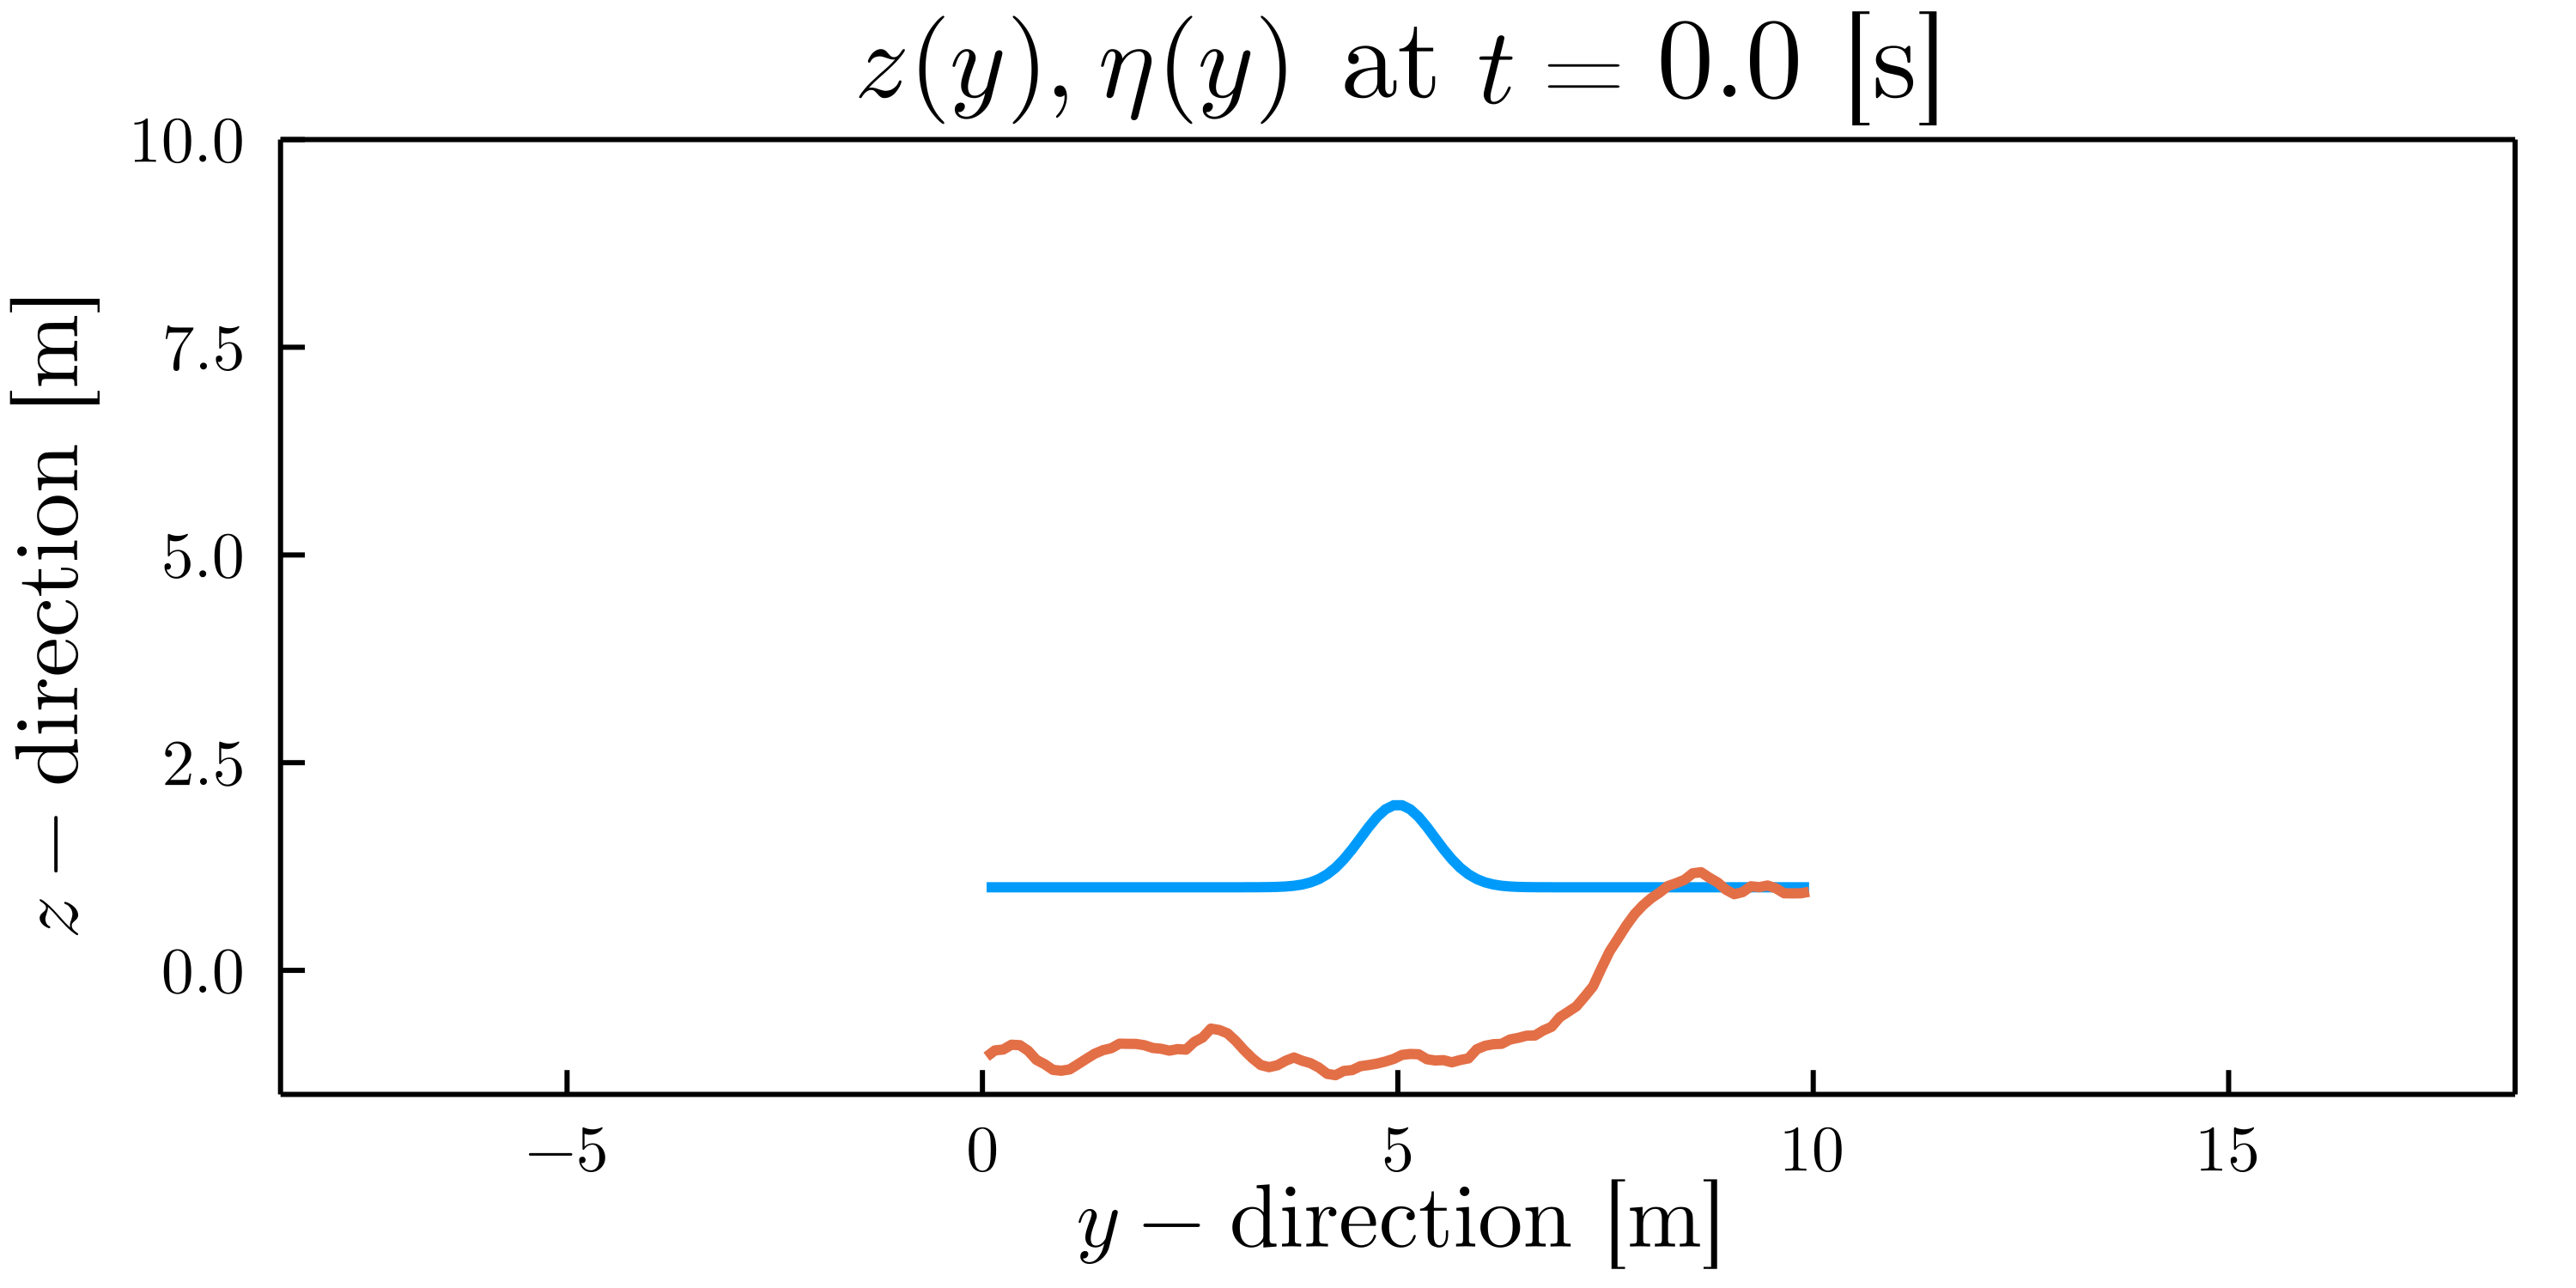 z(y), η(y) at t = 0.0 [s]
z − direction [m]
10.0
7.5
5.0
2.5
0.0
−5 0 5 10 15
y − direction [m]